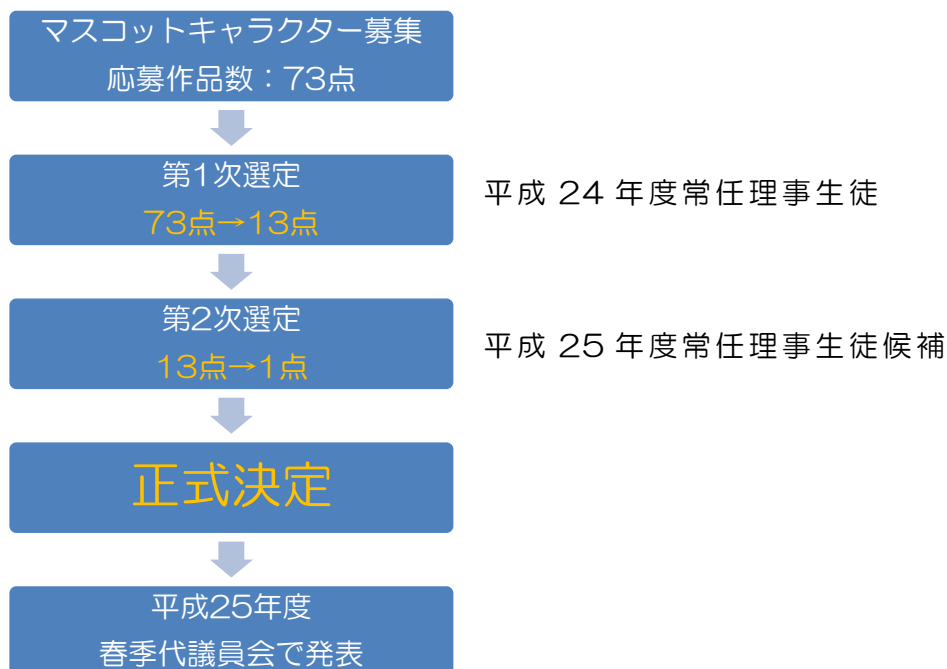 マスコットキャラクター募集
応募作品数：73点
第1次選定
73点→13点
平成 24 年度常任理事生徒
第2次選定
13点→1点
平成 25 年度常任理事生徒候補
正式決定
平成25年度
春季代議員会で発表